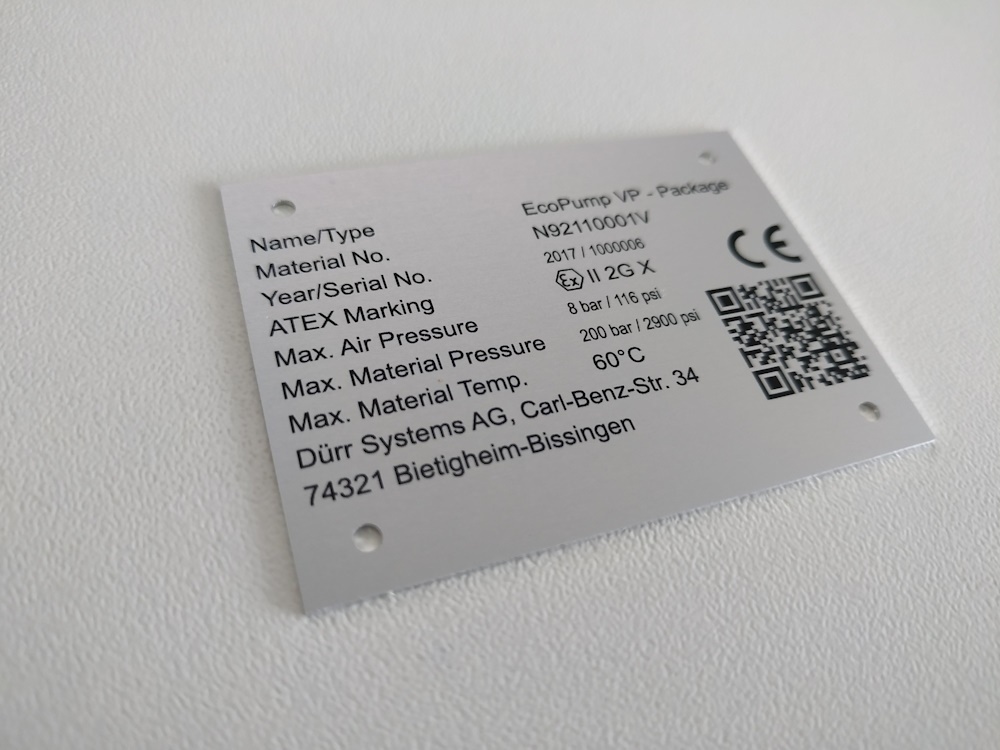 Name/Type EcoPump VP - Package
Material No. N92110001V
Year/Serial No. 2017 / 1000006
ATEX Marking Ex II 2G X
Max. Air Pressure 8 bar / 116 psi
Max. Material Pressure 200 bar / 2900 psi
Max. Material Temp. 60°C
Dürr Systems AG, Carl-Benz-Str. 34
74321 Bietigheim-Bissingen
CE